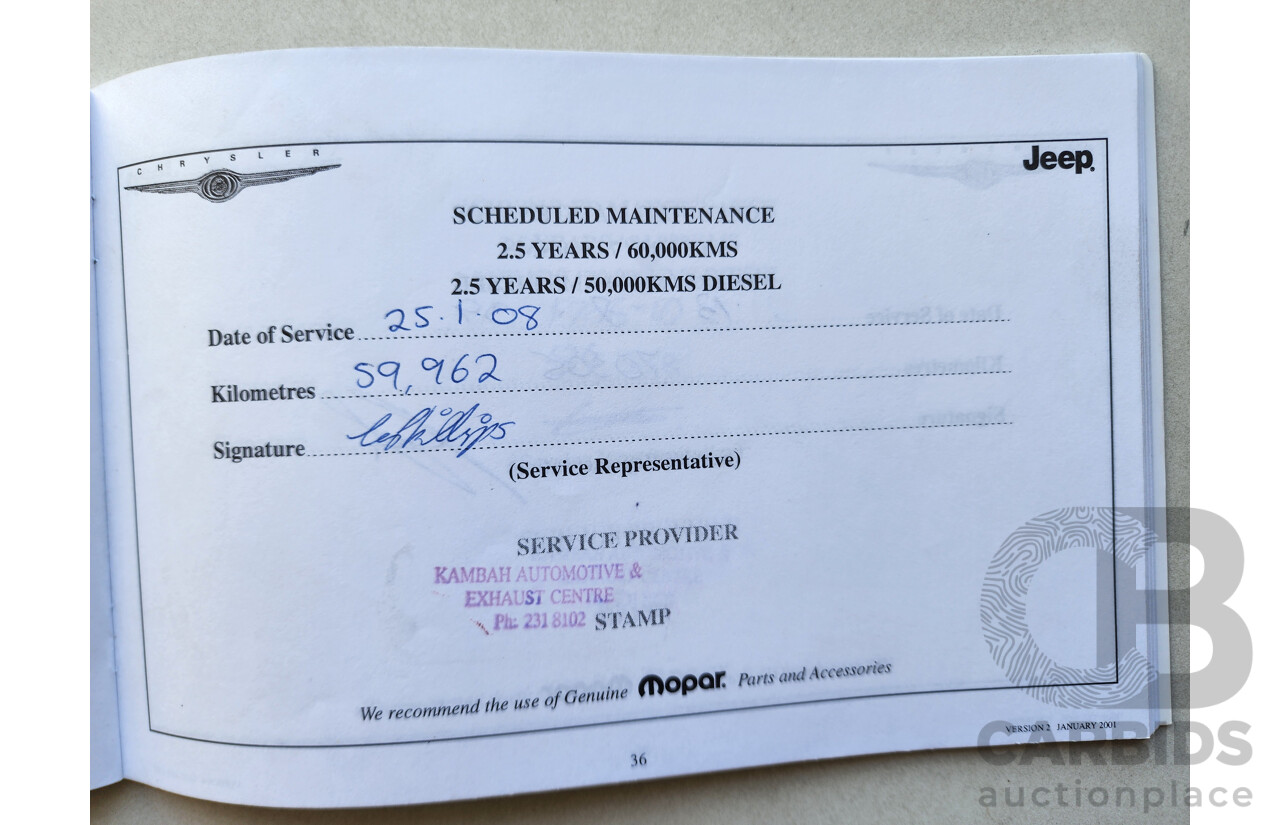 CHRYSLER
Jeep
SCHEDULED MAINTENANCE
2.5 YEARS / 60,000KMS
2.5 YEARS / 50,000KMS DIESEL
Date of Service 25.1.08
Kilometres 59,962
Signature
(Service Representative)
SERVICE PROVIDER
KAMBAH AUTOMOTIVE &
EXHAUST CENTRE
Ph: 231 8102
STAMP
We recommend the use of Genuine Mopar. Parts and Accessories
VERSION 2 JANUARY 2001
36
CB
CARBIDS
auctionplace